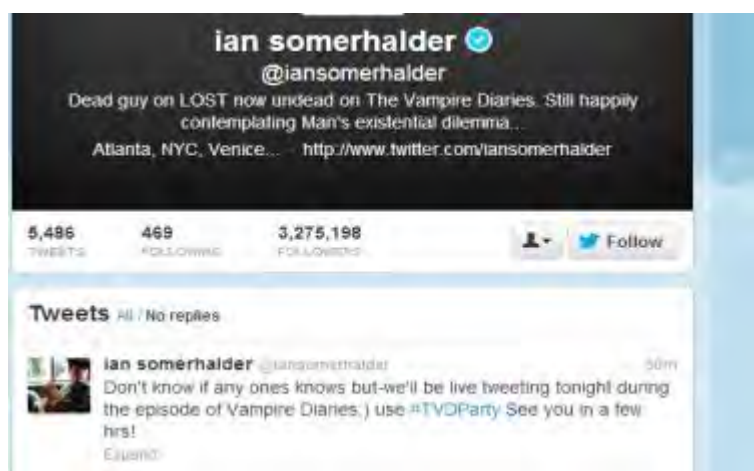 ian somerhalder
@iansomerhalder
Dead guy on LOST now undead on The Vampire Diaries. Still happily
contemplating Man's existential dilemma...
Atlanta, NYC, Venice... http://www.twitter.com/iansomerhalder
5,486 469 3,275,198
TWEETS FOLLOWING FOLLOWERS
Follow
Tweets All / No replies
ian somerhalder @iansomerhalder 50m
Don't know if any ones knows but-we'll be live tweeting tonight during
the episode of Vampire Diaries:) use #TVDParty See you in a few
hrs!
Expand